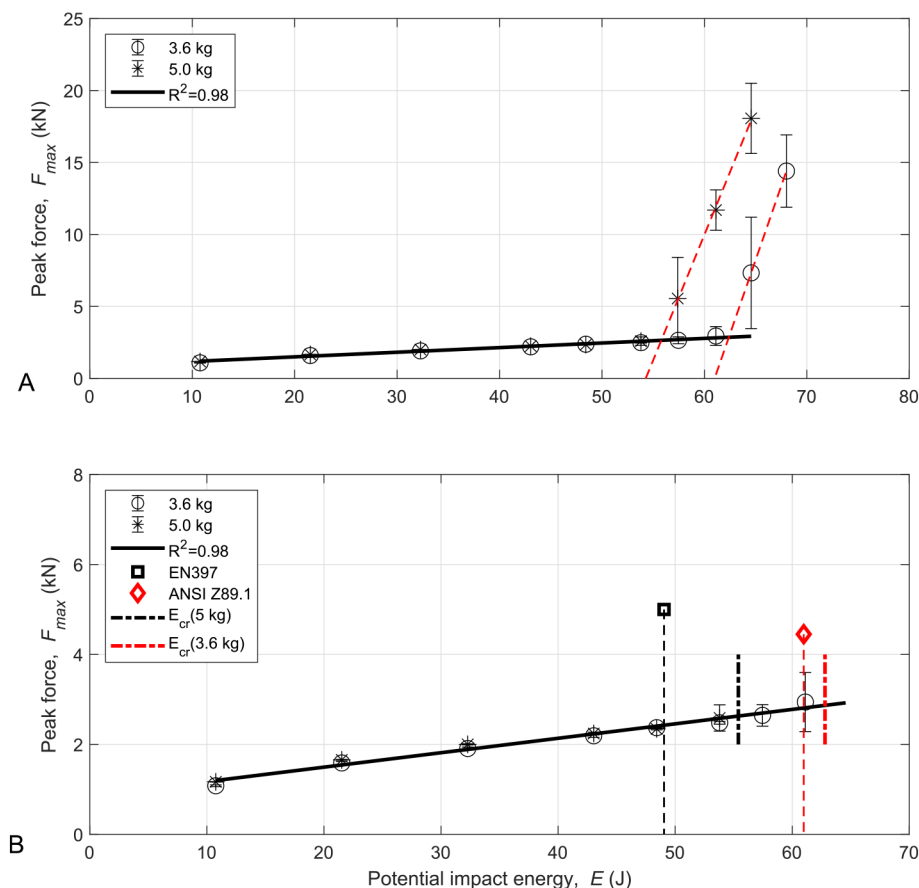 25
20
15
10
5
0
Peak force, F_max (kN)
3.6 kg
5.0 kg
R²=0.98
A
0 10 20 30 40 50 60 70 80
8
6
4
2
0
Peak force, F_max (kN)
3.6 kg
5.0 kg
R²=0.98
EN397
ANSI Z89.1
E_cr(5 kg)
E_cr(3.6 kg)
B
0 10 20 30 40 50 60 70
Potential impact energy, E (J)